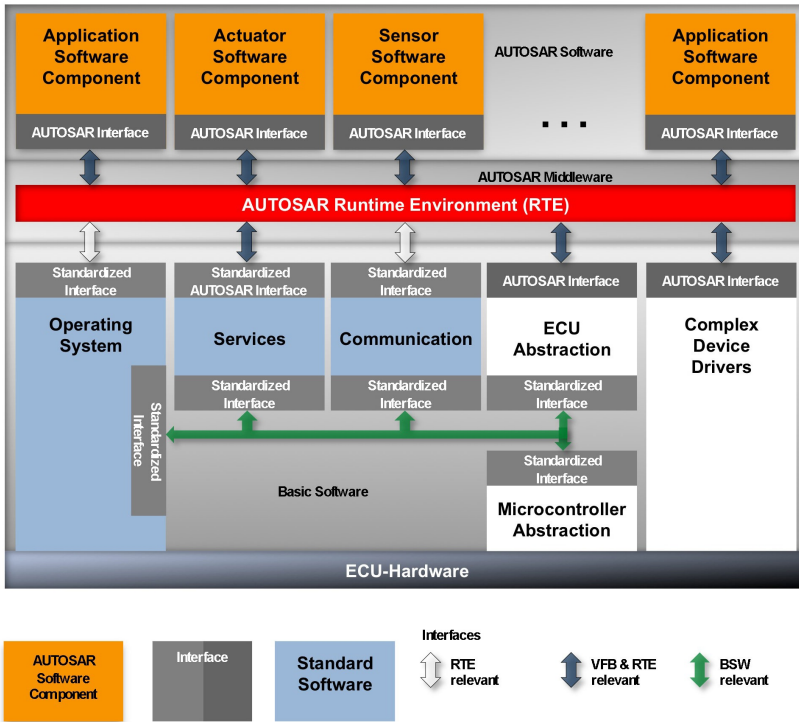 Application
Software
Component
Actuator
Software
Component
Sensor
Software
Component
AUTOSAR Software
Application
Software
Component
...
AUTOSAR Interface
AUTOSAR Interface
AUTOSAR Interface
AUTOSAR Interface
AUTOSAR Middleware
AUTOSAR Runtime Environment (RTE)
Standardized
Interface
Standardized
AUTOSAR Interface
Standardized
Interface
AUTOSAR Interface
AUTOSAR Interface
Operating
System
Services
Communication
ECU
Abstraction
Complex
Device
Drivers
Standardized
Interface
Standardized
Interface
Standardized
Interface
Standardized
Interface
Standardized
Interface
Basic Software
Microcontroller
Abstraction
ECU-Hardware
AUTOSAR
Software
Component
Interface
Standard
Software
Interfaces
RTE
relevant
VFB & RTE
relevant
BSW
relevant